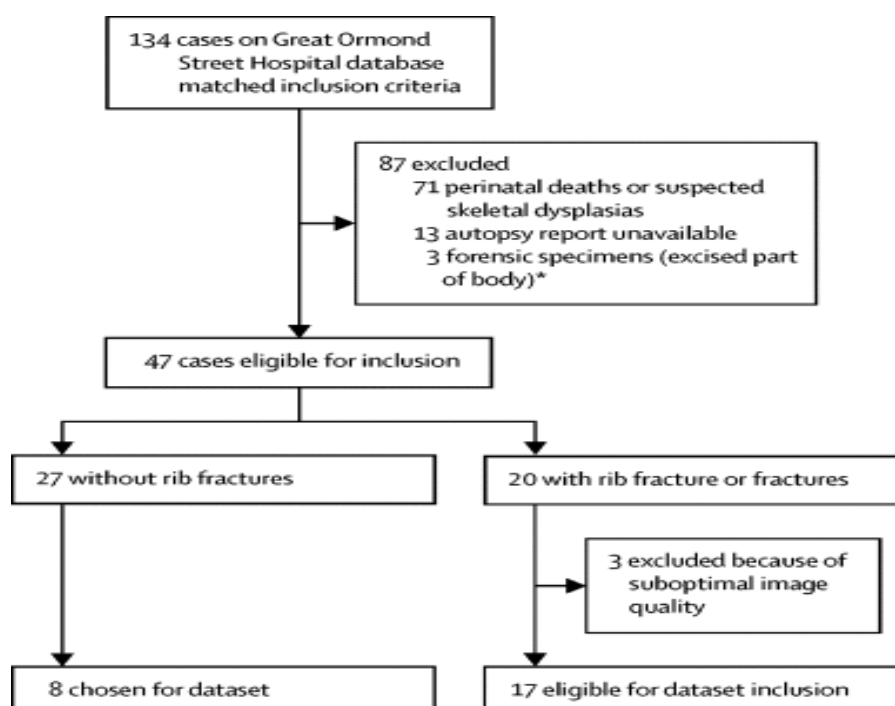 134 cases on Great Ormond
Street Hospital database
matched inclusion criteria
87 excluded
71 perinatal deaths or suspected
skeletal dysplasias
13 autopsy report unavailable
3 forensic specimens (excised part
of body)*
47 cases eligible for inclusion
27 without rib fractures
20 with rib fracture or fractures
3 excluded because of
suboptimal image
quality
8 chosen for dataset
17 eligible for dataset inclusion